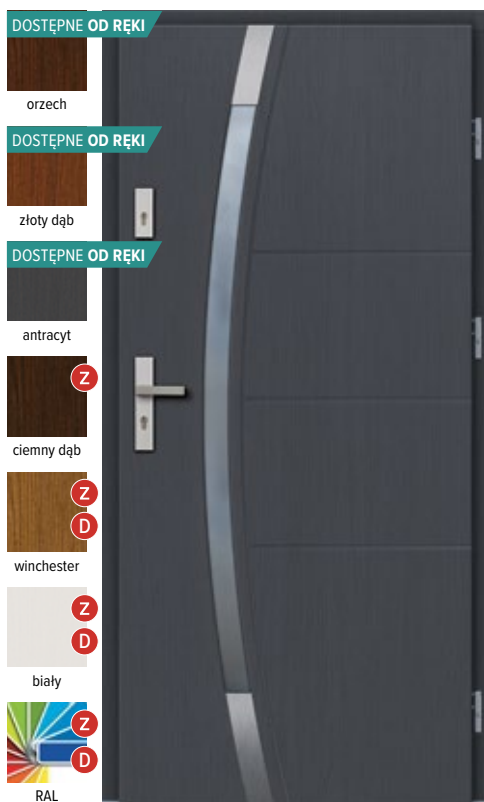 DOSTĘPNE OD RĘKI
orzech
DOSTĘPNE OD RĘKI
złoty dąb
DOSTĘPNE OD RĘKI
antracyt
Z
ciemny dąb
Z
D
winchester
Z
D
biały
Z
D
RAL